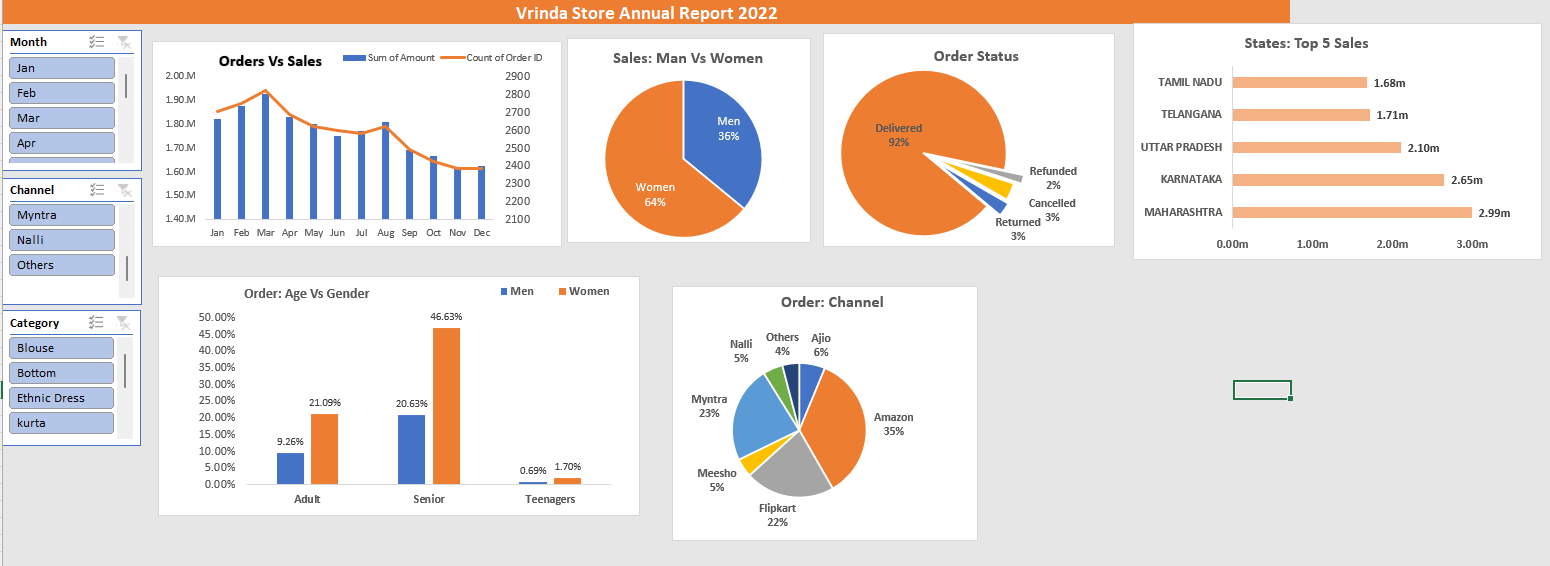 Vrinda Store Annual Report 2022
Month
Jan
Feb
Mar
Apr
Channel
Myntra
Nalli
Others
Category
Blouse
Bottom
Ethnic Dress
kurta
Orders Vs Sales
Sum of Amount
Count of Order ID
2.00.M
1.90.M
1.80.M
1.70.M
1.60.M
1.50.M
1.40.M
2900
2800
2700
2600
2500
2400
2300
2200
2100
Jan Feb Mar Apr May Jun Jul Aug Sep Oct Nov Dec
Sales: Man Vs Women
Men
36%
Women
64%
Order Status
Delivered
92%
Refunded
2%
Cancelled
3%
Returned
3%
States: Top 5 Sales
TAMIL NADU 1.68m
TELANGANA 1.71m
UTTAR PRADESH 2.10m
KARNATAKA 2.65m
MAHARASHTRA 2.99m
0.00m 1.00m 2.00m 3.00m
Order: Age Vs Gender
Men
Women
50.00%
45.00%
40.00%
35.00%
30.00%
25.00%
20.00%
15.00%
10.00%
5.00%
0.00%
9.26%
21.09%
20.63%
46.63%
0.69%
1.70%
Adult Senior Teenagers
Order: Channel
Others
4%
Ajio
6%
Nalli
5%
Myntra
23%
Amazon
35%
Meesho
5%
Flipkart
22%